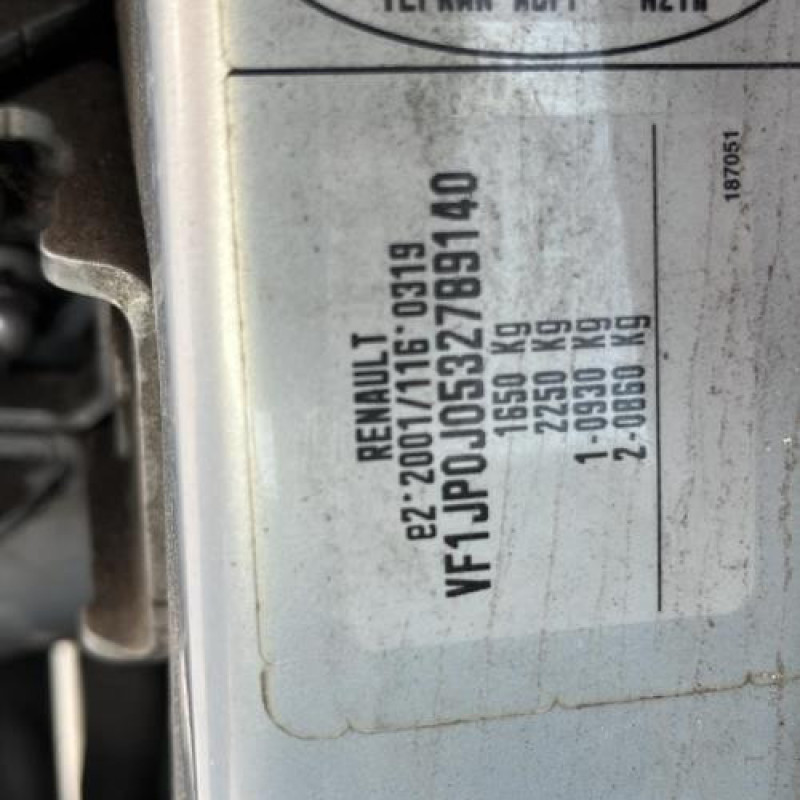 RENAULT
e2*2001/116*0319
VF1JP0J0532789140
1650 Kg
2250 Kg
1-0930 Kg
2-0860 Kg
187051